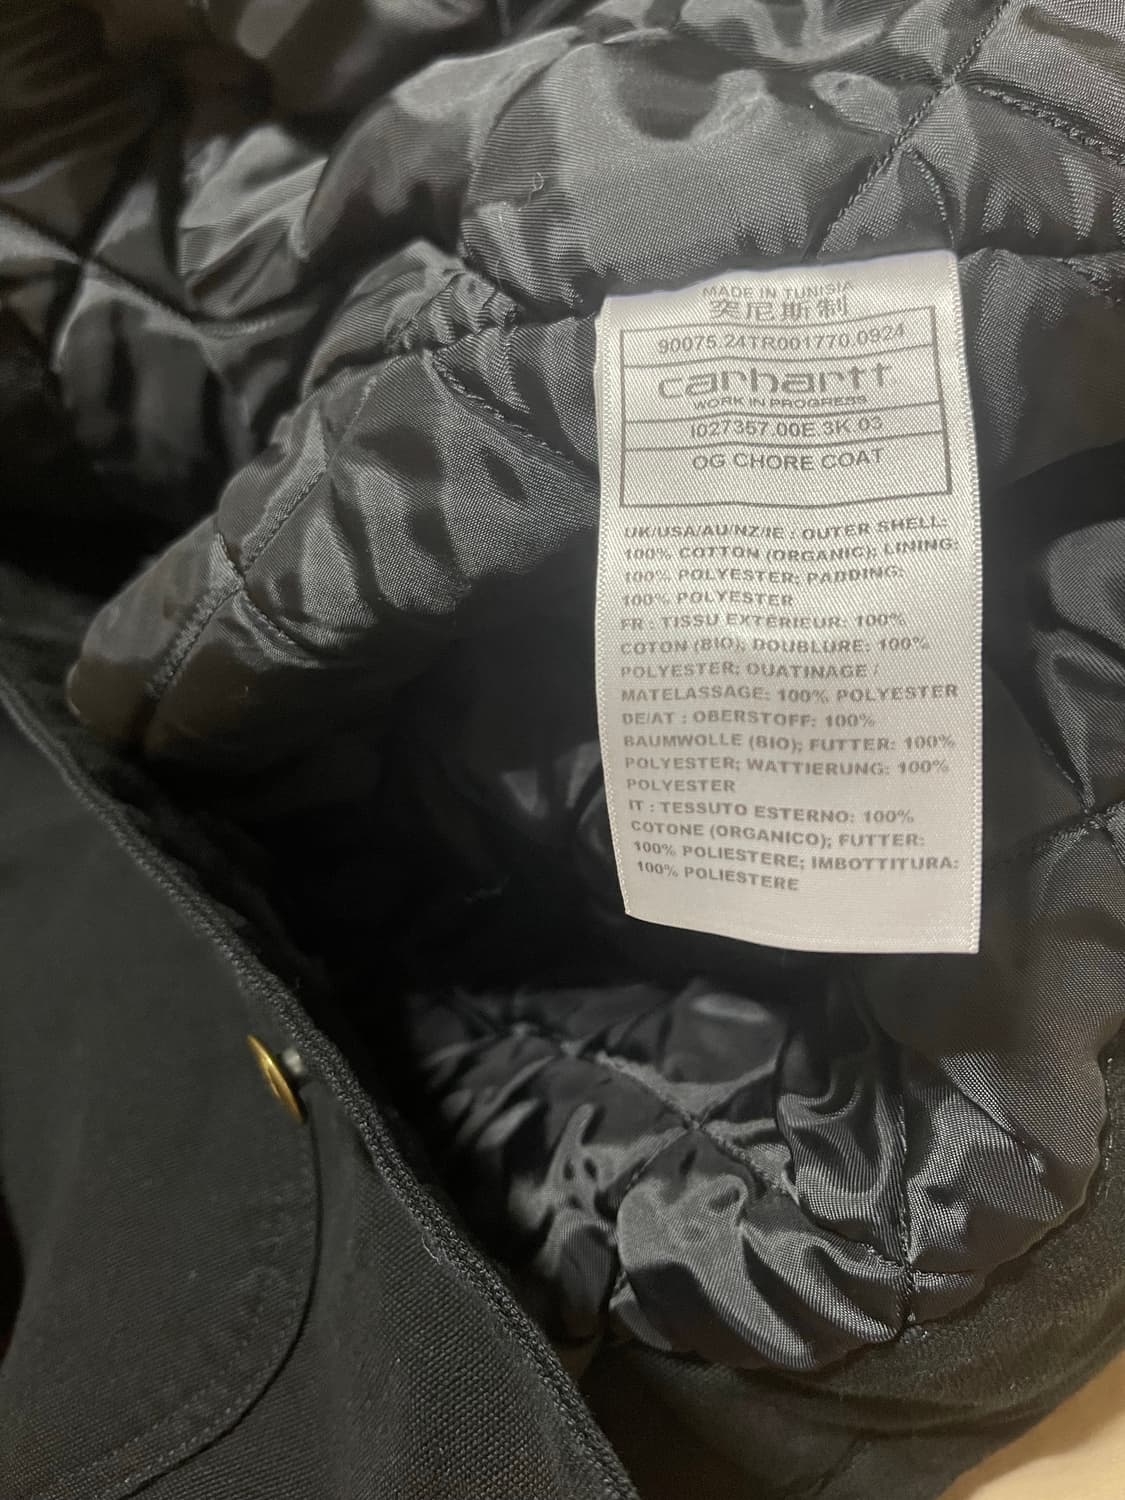 MADE IN TUNISIA
突尼斯制
90075.24TR001770.0924
carhartt
WORK IN PROGRESS
I027357.00E.3K.03
OG CHORE COAT
UK/USA/AU/NZ/IE : OUTER SHELL:
100% COTTON (ORGANIC); LINING:
100% POLYESTER; PADDING:
100% POLYESTER
FR : TISSU EXTERIEUR: 100%
COTON (BIO); DOUBLURE: 100%
POLYESTER; OUATINAGE /
MATELASSAGE: 100% POLYESTER
DE/AT : OBERSTOFF: 100%
BAUMWOLLE (BIO); FUTTER: 100%
POLYESTER; WATTIERUNG: 100%
POLYESTER
IT : TESSUTO ESTERNO: 100%
COTONE (ORGANICO); FUTTER:
100% POLIESTERE; IMBOTTITURA:
100% POLIESTERE